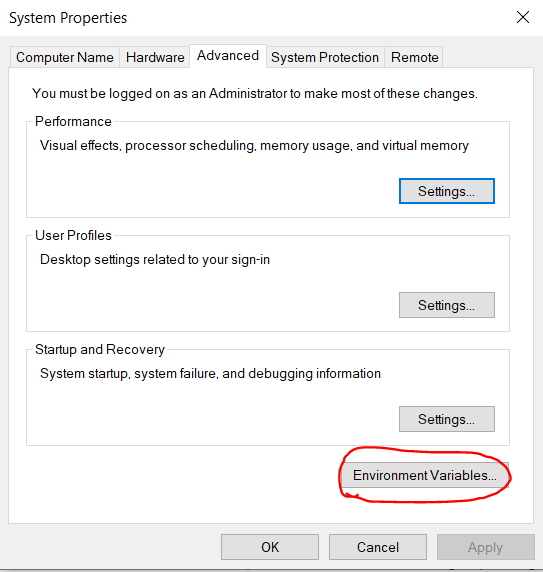 System Properties
Computer Name
Hardware
Advanced
System Protection
Remote
You must be logged on as an Administrator to make most of these changes.
Performance
Visual effects, processor scheduling, memory usage, and virtual memory
Settings...
User Profiles
Desktop settings related to your sign-in
Settings...
Startup and Recovery
System startup, system failure, and debugging information
Settings...
Environment Variables...
OK
Cancel
Apply